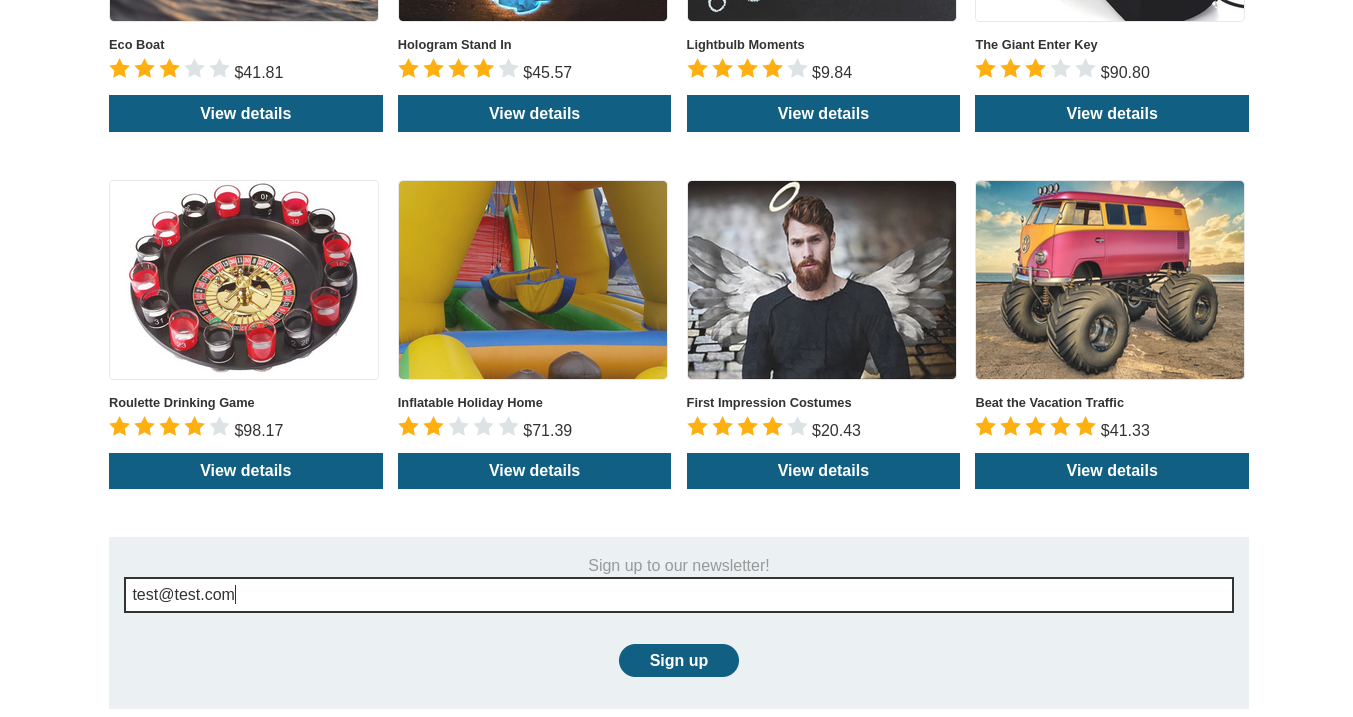 Eco Boat
$41.81
View details
Hologram Stand In
$45.57
View details
Lightbulb Moments
$9.84
View details
The Giant Enter Key
$90.80
View details
Roulette Drinking Game
$98.17
View details
Inflatable Holiday Home
$71.39
View details
First Impression Costumes
$20.43
View details
Beat the Vacation Traffic
$41.33
View details
Sign up to our newsletter!
test@test.com
Sign up